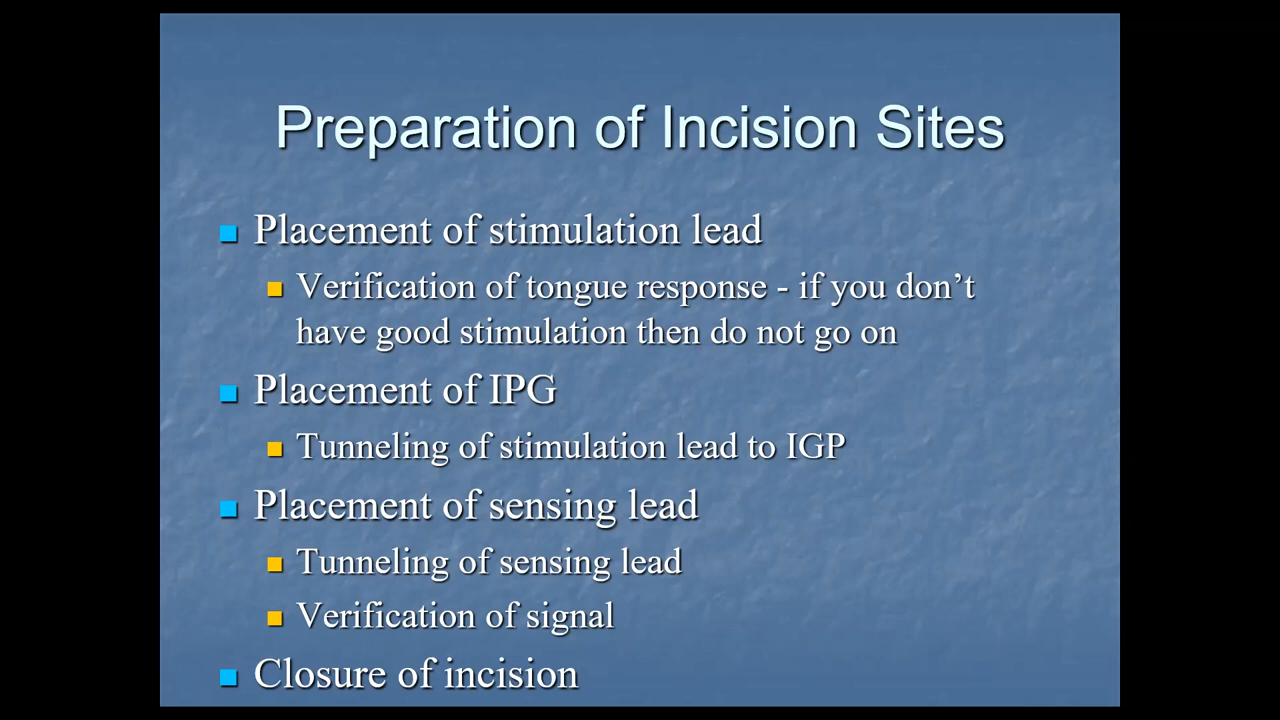 Preparation of Incision Sites
Placement of stimulation lead
Verification of tongue response - if you don’t
have good stimulation then do not go on
Placement of IPG
Tunneling of stimulation lead to IGP
Placement of sensing lead
Tunneling of sensing lead
Verification of signal
Closure of incision